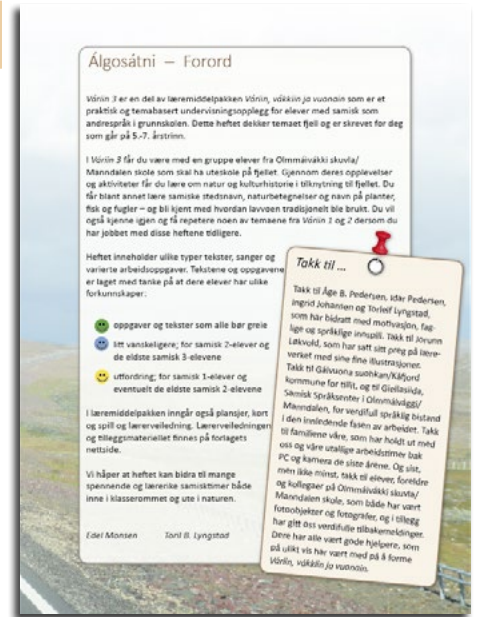 Álgosátni – Forord
Váriin 3 er en del av læremiddelpakken Váriin, vákkiin ja vuonain som er et
praktisk og temabasert undervisningsopplegg for elever med samisk som
andrespråk i grunnskolen. Dette heftet dekker temaet fjell og er skrevet for deg
som går på 5.-7. årstrinn.
I Váriin 3 får du være med en gruppe elever fra Olmmáivákki skuvla/
Manndalen skole som skal ha uteskole på fjellet. Gjennom deres opplevelser
og aktiviteter får du lære om natur og kulturhistorie i tilknytning til fjellet. Du
får blant annet lære samiske stedsnavn, naturbetegnelser og navn på planter,
fisk og fugler – og bli kjent med hvordan lavvoen tradisjonelt ble brukt. Du vil
også kjenne igjen og få repetere noen av temaene fra Váriin 1 og 2 dersom du
har jobbet med disse heftene tidligere.
Heftet inneholder ulike typer tekster, sanger og
varierte arbeidsoppgaver. Tekstene og oppgavene
er laget med tanke på at dere elever har ulike
forkunnskaper:
oppgaver og tekster som alle bør greie
litt vanskeligere; for samisk 2-elever og
de eldste samisk 3-elevene
utfordring; for samisk 1-elever og
eventuelt de eldste samisk 2-elevene
I læremiddelpakken inngår også plansjer, kort
og spill og lærerveiledning. Lærerveiledningen
og tilleggsmateriellet finnes på forlagets
nettside.
Vi håper at heftet kan bidra til mange
spennende og lærerike samisktimer både
inne i klasserommet og ute i naturen.
Edel Monsen Toril B. Lyngstad
Takk til ...
Takk til Åge B. Pedersen, Idar Pedersen,
Ingrid Johansen og Torleif Lyngstad,
som har bidratt med motivasjon, fag-
lige og språklige innspill. Takk til Jorunn
Løkvold, som har satt sitt preg på lære-
verket med sine fine illustrasjoner.
Takk til Gáivuona suohkan/Kåfjord
kommune for tillit, og til Giellasiida,
Samisk Språksenter i Olmmáivággi/
Manndalen, for verdifull språklig bistand
i den innledende fasen av arbeidet. Takk
til familiene våre, som har holdt ut med
oss og våre utallige arbeidstimer bak
PC og kamera de siste årene. Og sist,
men ikke minst, takk til elever, foreldre
og kollegaer på Olmmáivákki skuvla/
Manndalen skole, som både har vært
fotoobjekter og fotografer, og i tillegg
har gitt oss verdifulle tilbakemeldinger.
Dere har alle vært gode hjelpere, som
på ulikt vis har vært med på å forme
Váriin, vákkiin ja vuonain.